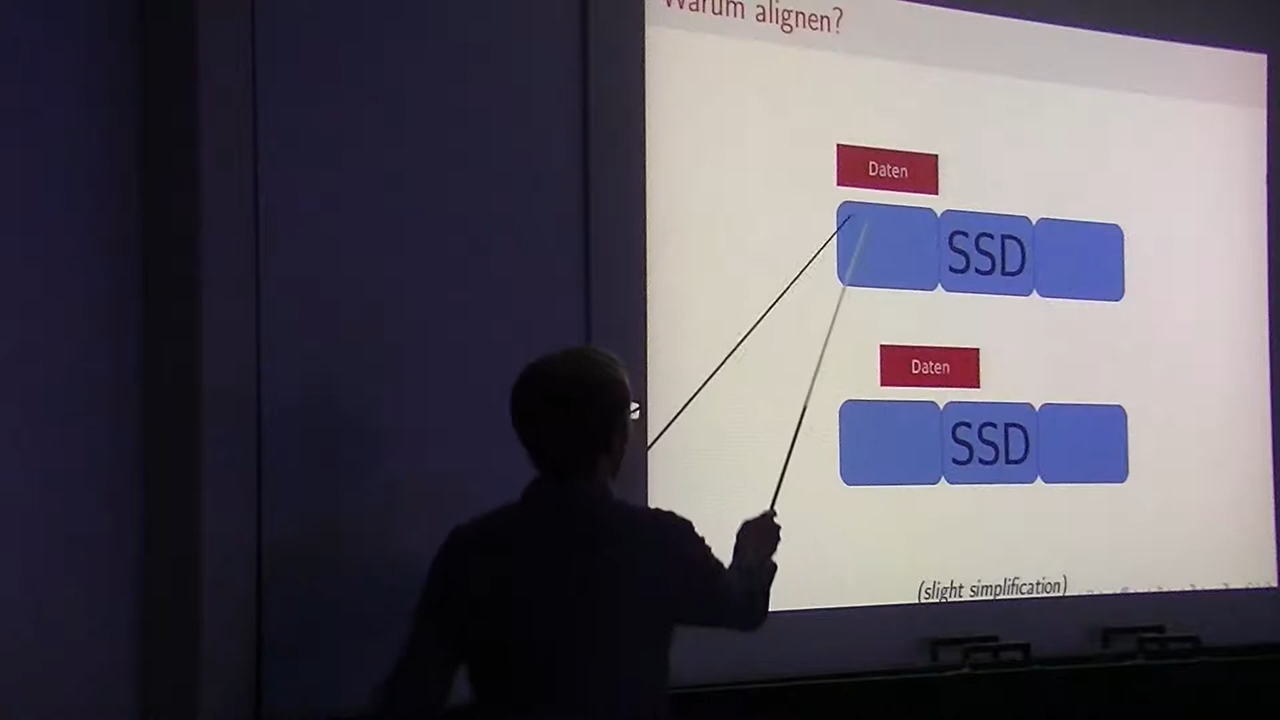 Warum alignen?
Daten
SSD
Daten
SSD
(slight simplification)